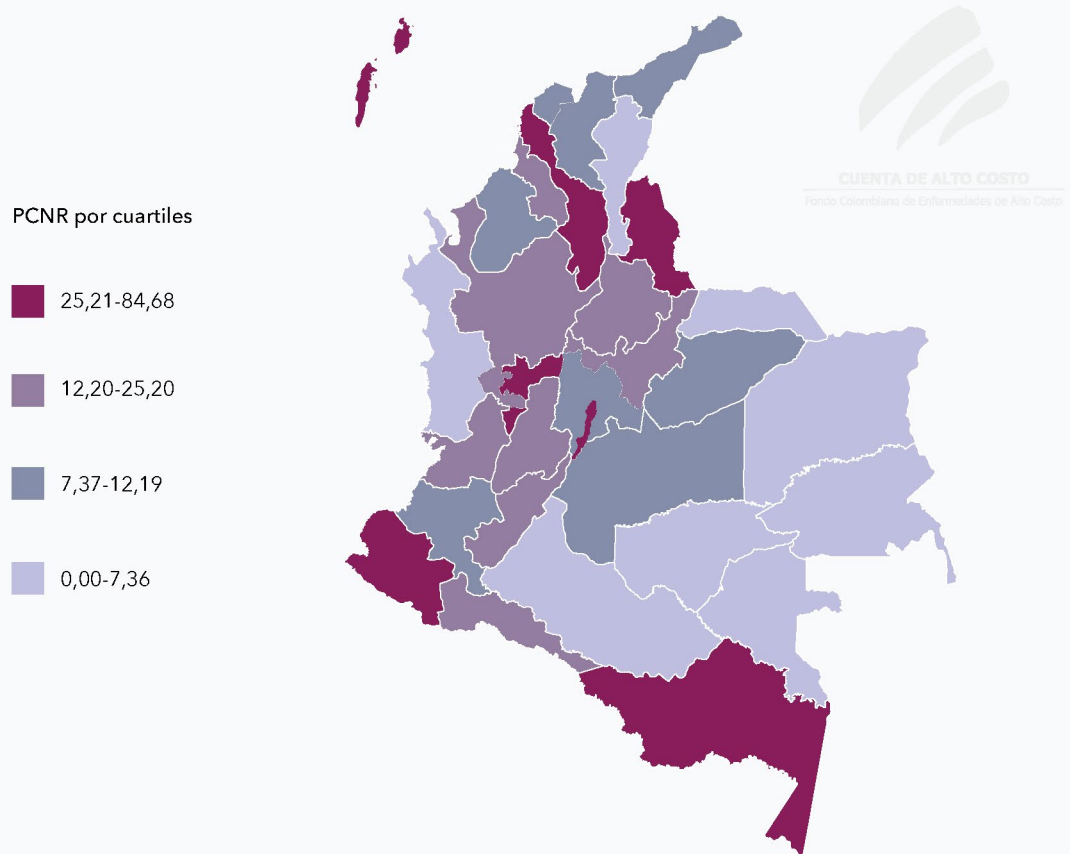 CUENTA DE ALTO COSTO
Fondo Colombiano de Enfermedades de Alto Costo
PCNR por cuartiles
25,21-84,68
12,20-25,20
7,37-12,19
0,00-7,36